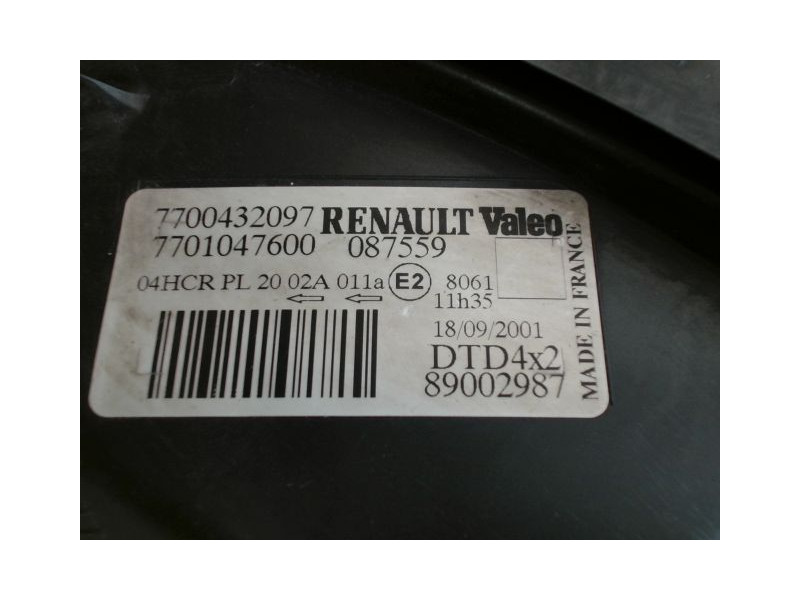 7700432097 RENAULT Valeo
7701047600 087559
04HCR PL 20 02A 011a E2 8061
11h35
18/09/2001
DTD4x2
89002987
MADE IN FRANCE